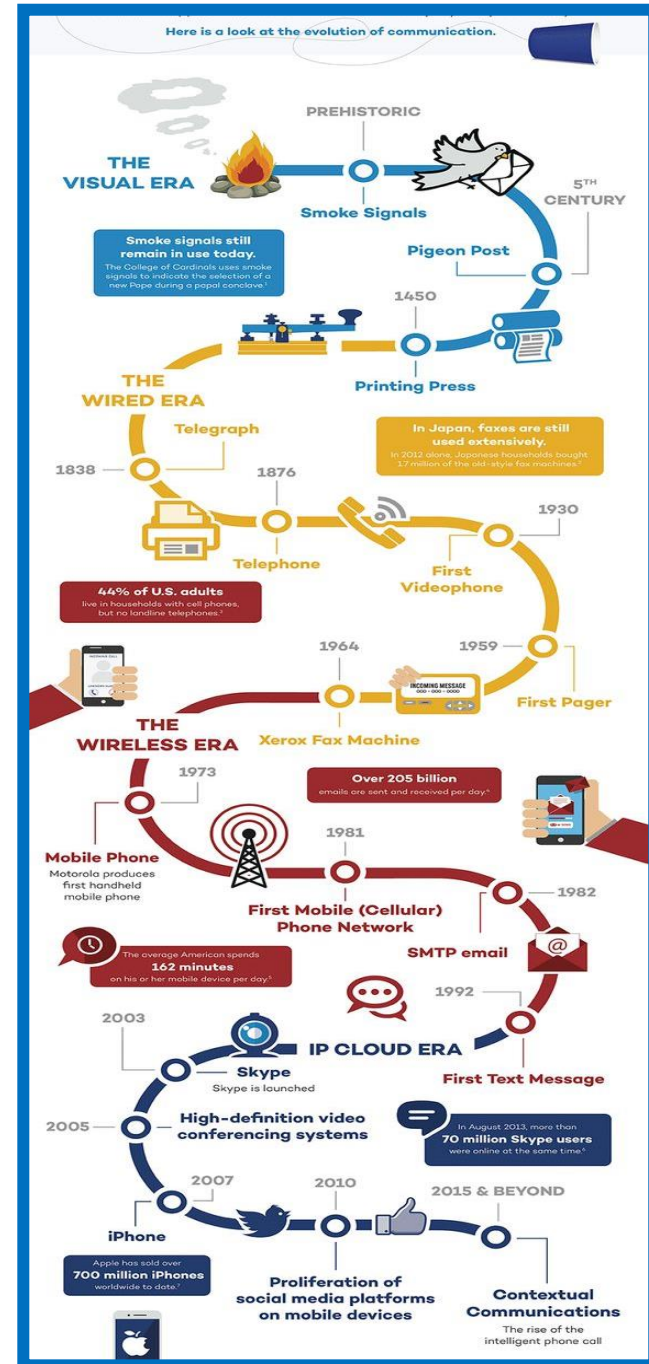 Here is a look at the evolution of communication.
PREHISTORIC
THE
VISUAL ERA
Smoke Signals
5TH
CENTURY
Smoke signals still
remain in use today.
The College of Cardinals uses smoke
signals to indicate the selection of a
new Pope during a papal conclave.1
Pigeon Post
1450
Printing Press
THE
WIRED ERA
Telegraph
In Japan, faxes are still
used extensively.
In 2012 alone, Japanese households bought
1.7 million of the old-style fax machines.2
1838
1876
1930
Telephone
First
Videophone
44% of U.S. adults
live in households with cell phones,
but no landline telephones.3
1964
1959
INCOMING MESSAGE
000 - 000 - 0000
First Pager
THE
WIRELESS ERA
Xerox Fax Machine
1973
Over 205 billion
emails are sent and received per day.4
Mobile Phone
Motorola produces
first handheld
mobile phone
1981
1982
First Mobile (Cellular)
Phone Network
SMTP email
@
The average American spends
162 minutes
on his or her mobile device per day.5
1992
2003
IP CLOUD ERA
Skype
Skype is launched
First Text Message
2005
High-definition video
conferencing systems
In August 2013, more than
70 million Skype users
were online at the same time.6
2007
2010
2015 & BEYOND
iPhone
Apple has sold over
700 million iPhones
worldwide to date.7
Proliferation of
social media platforms
on mobile devices
Contextual
Communications
The rise of the
intelligent phone call